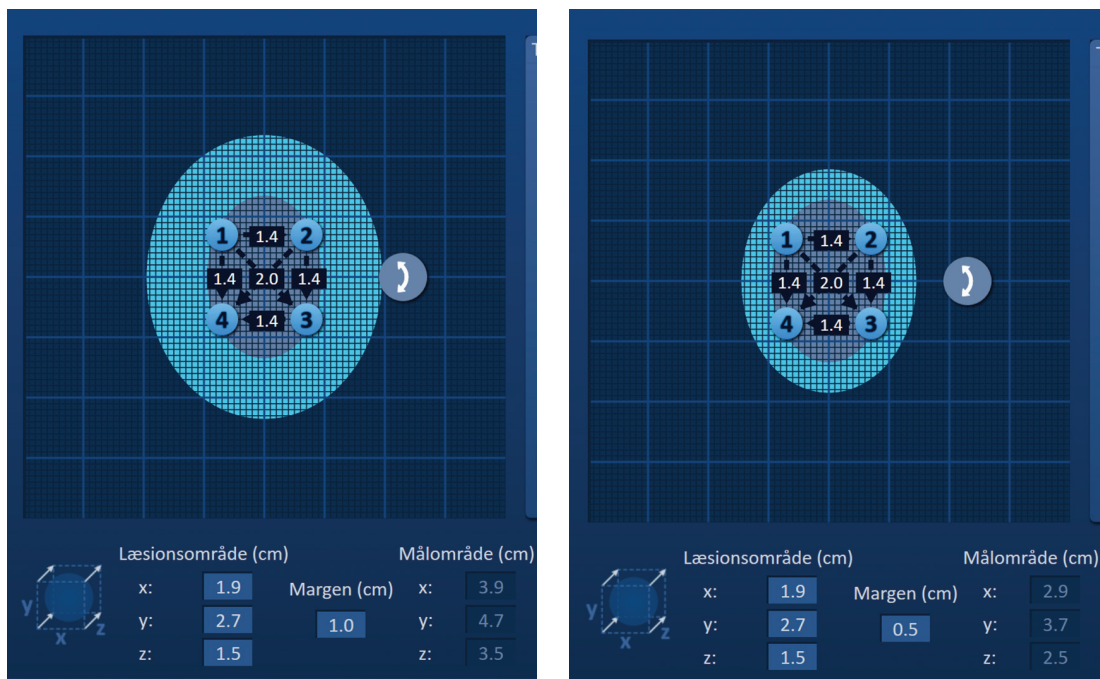 T
1 1.4 2
1.4 2.0 1.4
4 1.4 3
Læsionsområde (cm)
Målområde (cm)
x: 1.9
Margen (cm)
x: 3.9
y: 2.7
1.0
y: 4.7
z: 1.5
z: 3.5
y
x
z
1 1.4 2
1.4 2.0 1.4
4 1.4 3
Læsionsområde (cm)
Målområde (cm)
x: 1.9
Margen (cm)
x: 2.9
y: 2.7
0.5
y: 3.7
z: 1.5
z: 2.5
y
x
z